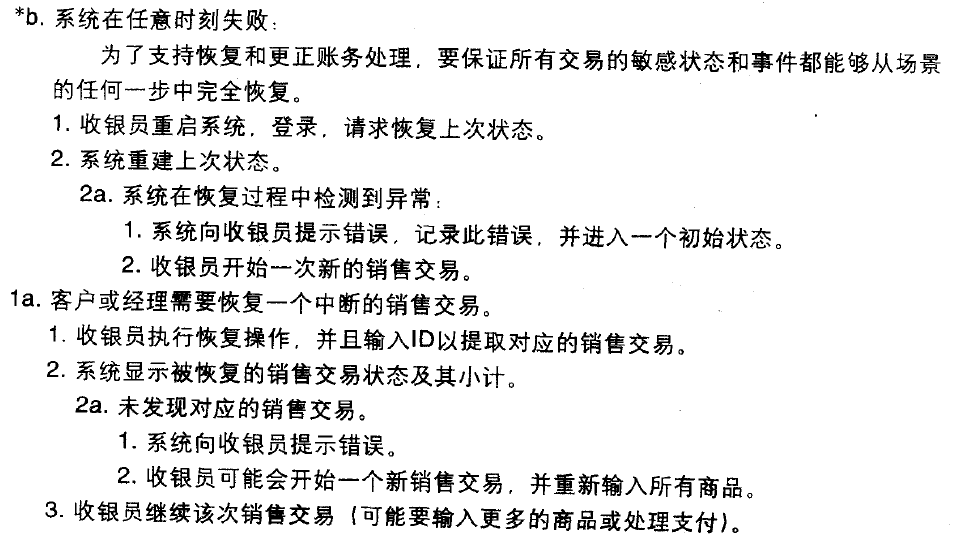 *b. 系统在任意时刻失败：
为了支持恢复和更正账务处理，要保证所有交易的敏感状态和事件都能够从场景
的任何一步中完全恢复。
1. 收银员重启系统，登录，请求恢复上次状态。
2. 系统重建上次状态。
2a. 系统在恢复过程中检测到异常：
1. 系统向收银员提示错误，记录此错误，并进入一个初始状态。
2. 收银员开始一次新的销售交易。
1a. 客户或经理需要恢复一个中断的销售交易。
1. 收银员执行恢复操作，并且输入ID以提取对应的销售交易。
2. 系统显示被恢复的销售交易状态及其小计。
2a. 未发现对应的销售交易。
1. 系统向收银员提示错误。
2. 收银员可能会开始一个新销售交易，并重新输入所有商品。
3. 收银员继续该次销售交易（可能要输入更多的商品或处理支付）。